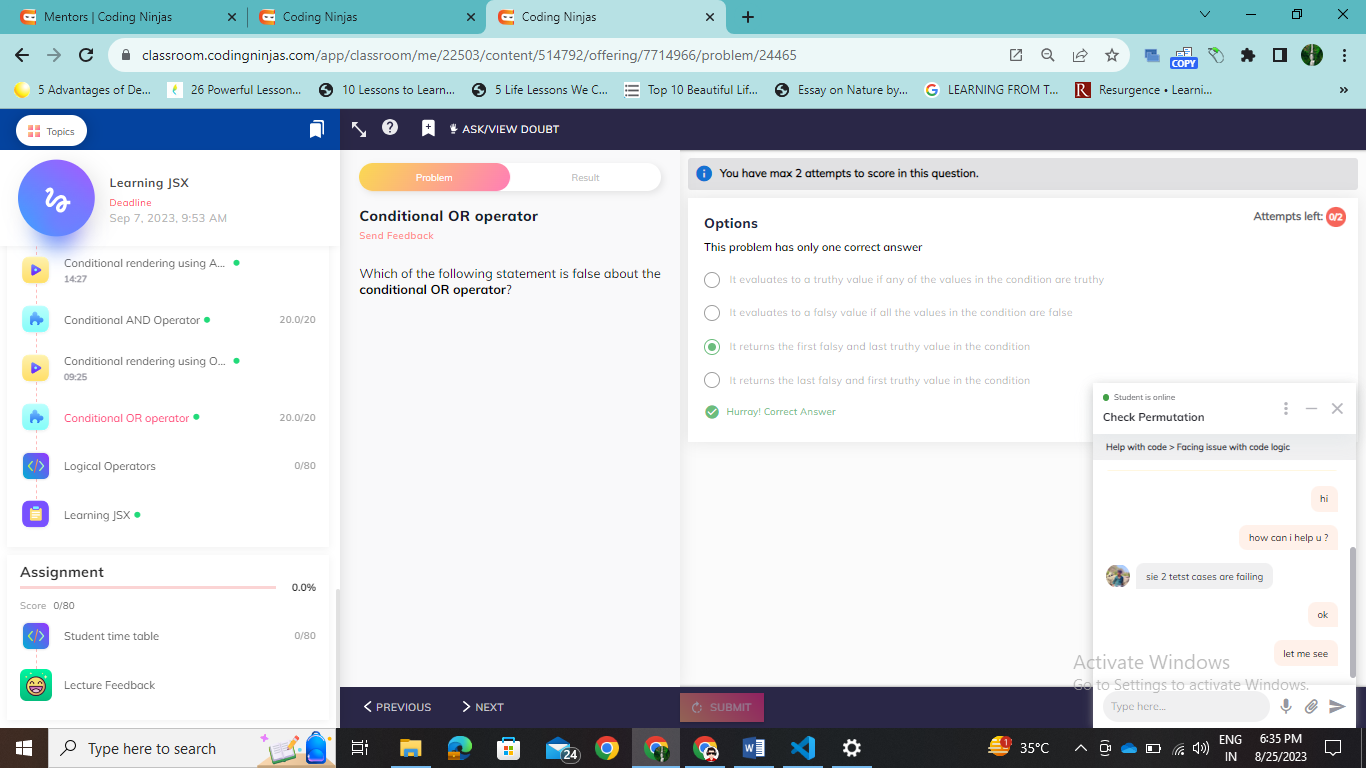 Mentors | Coding Ninjas
Coding Ninjas
Coding Ninjas
classroom.codingninjas.com/app/classroom/me/22503/content/514792/offering/7714966/problem/24465
COPY
5 Advantages of De...
26 Powerful Lesson...
10 Lessons to Learn...
5 Life Lessons We C...
Top 10 Beautiful Lif...
Essay on Nature by...
LEARNING FROM T...
Resurgence • Learni...
Topics
ASK/VIEW DOUBT
Learning JSX
Deadline
Sep 7, 2023, 9:53 AM
Conditional rendering using A...
14:27
Conditional AND Operator
20.0/20
Conditional rendering using O...
09:25
Conditional OR operator
20.0/20
Logical Operators
0/80
Learning JSX
Assignment
0.0%
Score 0/80
Student time table
0/80
Lecture Feedback
Problem
Result
Conditional OR operator
Send Feedback
Which of the following statement is false about the
conditional OR operator?
You have max 2 attempts to score in this question.
Options
Attempts left: 0/2
This problem has only one correct answer
It evaluates to a truthy value if any of the values in the condition are truthy
It evaluates to a falsy value if all the values in the condition are false
It returns the first falsy and last truthy value in the condition
It returns the last falsy and first truthy value in the condition
Hurray! Correct Answer
Student is online
Check Permutation
Help with code > Facing issue with code logic
hi
how can i help u ?
sie 2 tetst cases are failing
ok
let me see
Activate Windows
Go to Settings to activate Windows.
Type here...
PREVIOUS
NEXT
SUBMIT
Type here to search
24
1
35°C
ENG
IN
6:35 PM
8/25/2023